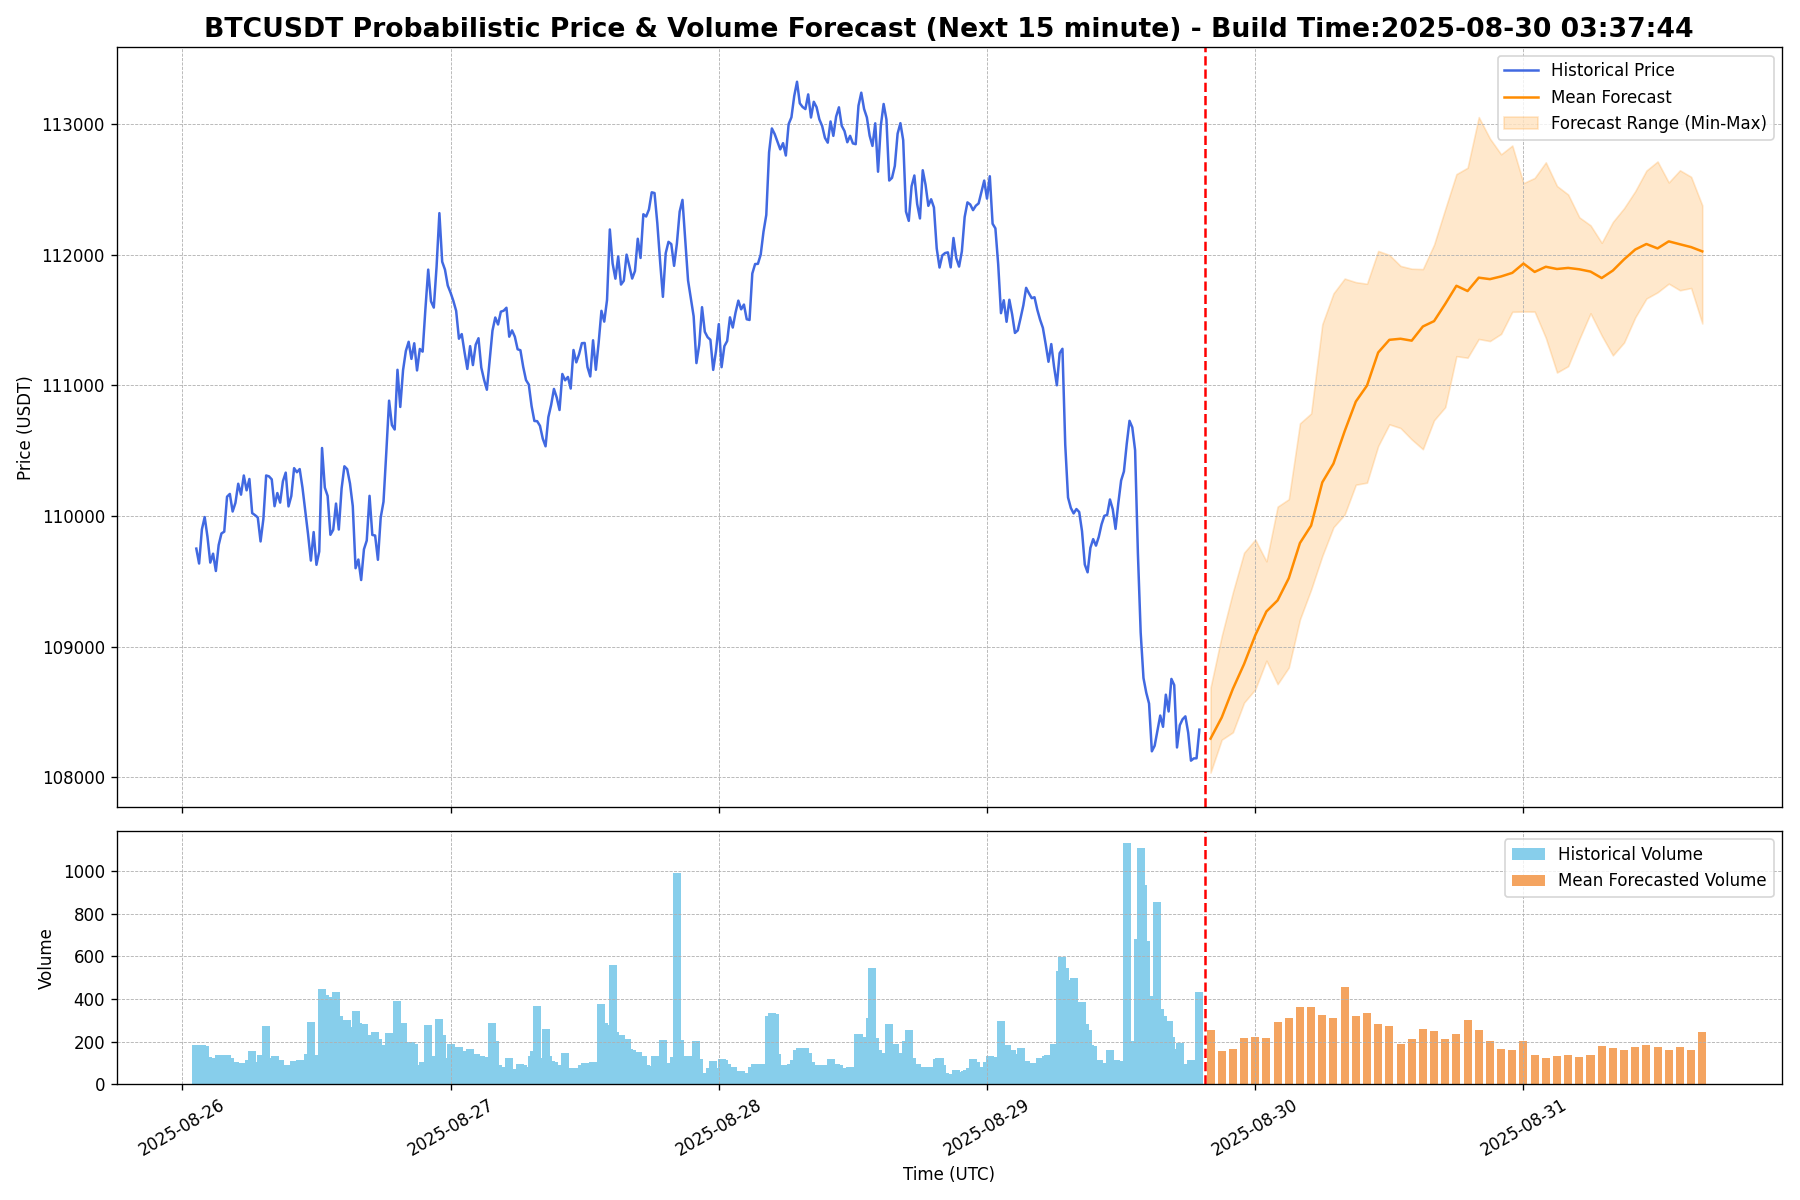 BTCUSDT Probabilistic Price & Volume Forecast (Next 15 minute) - Build Time:2025-08-30 03:37:44
Historical Price
Mean Forecast
Forecast Range (Min-Max)
113000
112000
111000
110000
109000
108000
Price (USDT)
Historical Volume
Mean Forecasted Volume
1000
800
600
400
200
0
Volume
2025-08-26
2025-08-27
2025-08-28
2025-08-29
2025-08-30
2025-08-31
Time (UTC)